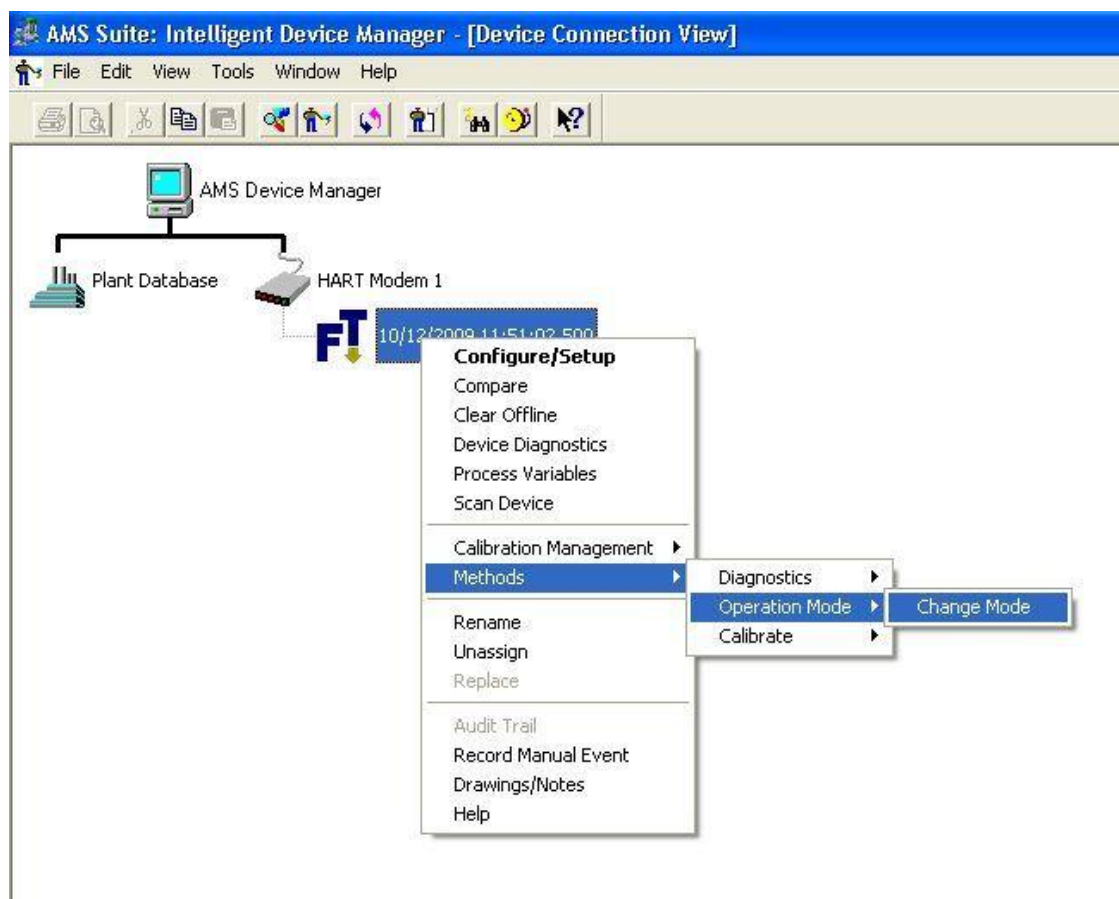 AMS Suite: Intelligent Device Manager - [Device Connection View]
File Edit View Tools Window Help
AMS Device Manager
Plant Database
HART Modem 1
FT
10/12/2009 11:51:02.500
Configure/Setup
Compare
Clear Offline
Device Diagnostics
Process Variables
Scan Device
Calibration Management
Methods
Diagnostics
Operation Mode
Change Mode
Calibrate
Rename
Unassign
Replace
Audit Trail
Record Manual Event
Drawings/Notes
Help